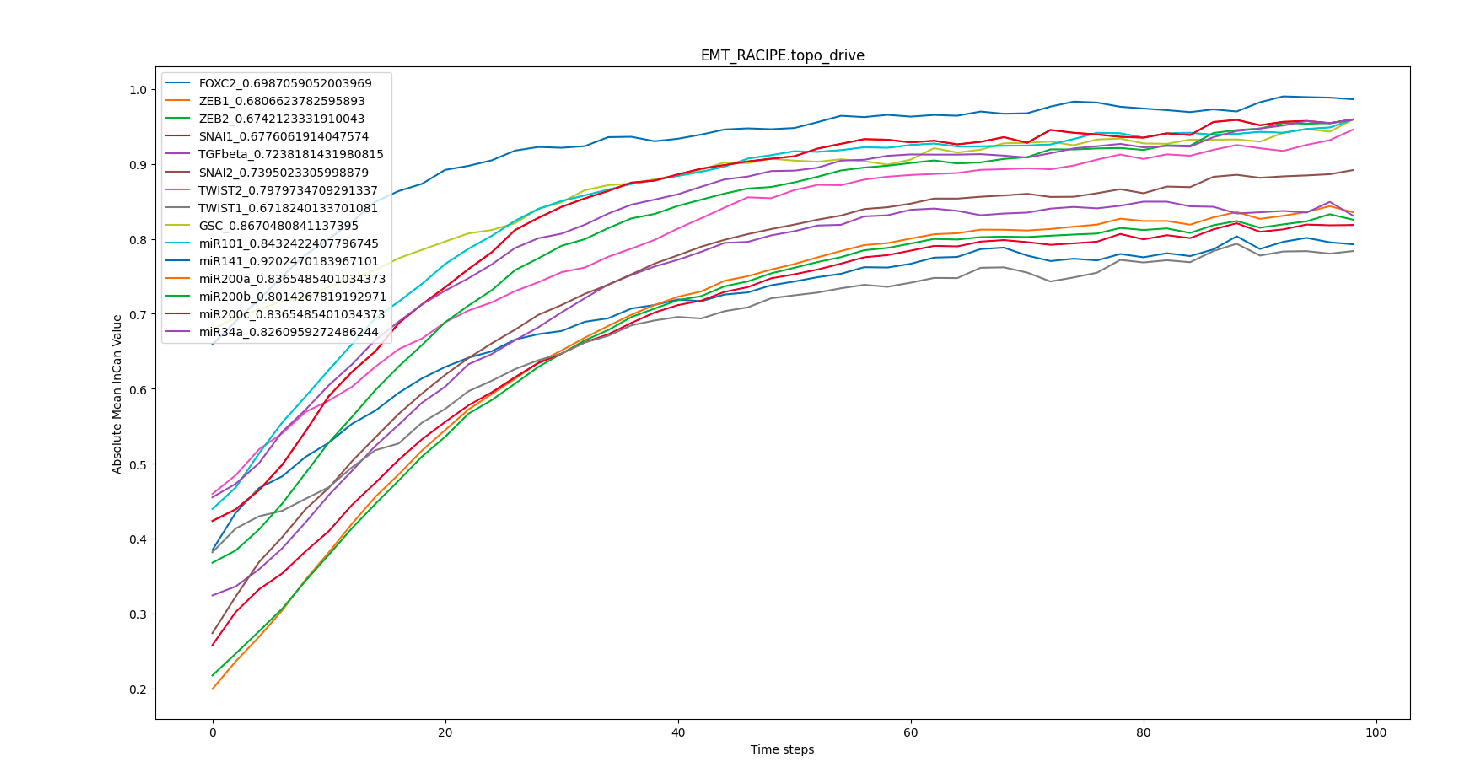 EMT_RACIPE.topo_drive
FOXC2_0.6987059052003969
ZEB1_0.6806623782595893
ZEB2_0.6742123331910043
SNAI1_0.6776061914047574
TGFbeta_0.7238181431980815
SNAI2_0.7395023305998879
TWIST2_0.7979734709291337
TWIST1_0.6718240133701081
GSC_0.8670480841137395
miR101_0.8432422407796745
miR141_0.9202470183967101
miR200a_0.8365485401034373
miR200b_0.8014267819192971
miR200c_0.8365485401034373
miR34a_0.8260959272486244
1.0
0.9
0.8
0.7
0.6
0.5
0.4
0.3
0.2
Absolute Mean InCan Value
0
20
40
60
80
100
Time steps